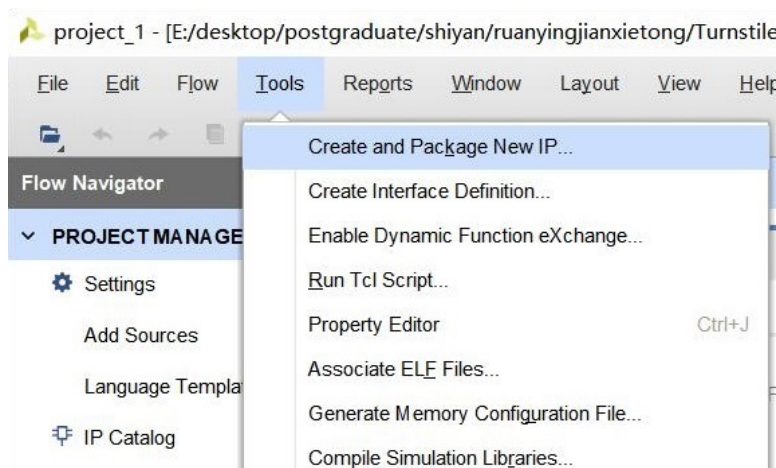 project_1 - [E:/desktop/postgraduate/shiyan/ruanyingjianxietong/Turnstile
File Edit Flow Tools Reports Window Layout View Help
Create and Package New IP...
Flow Navigator
Create Interface Definition...
PROJECT MANAGE
Enable Dynamic Function eXchange...
Settings
Run Tcl Script...
Add Sources
Property Editor Ctrl+J
Associate ELF Files...
Language Templa
Generate Memory Configuration File...
IP Catalog
Compile Simulation Libraries...